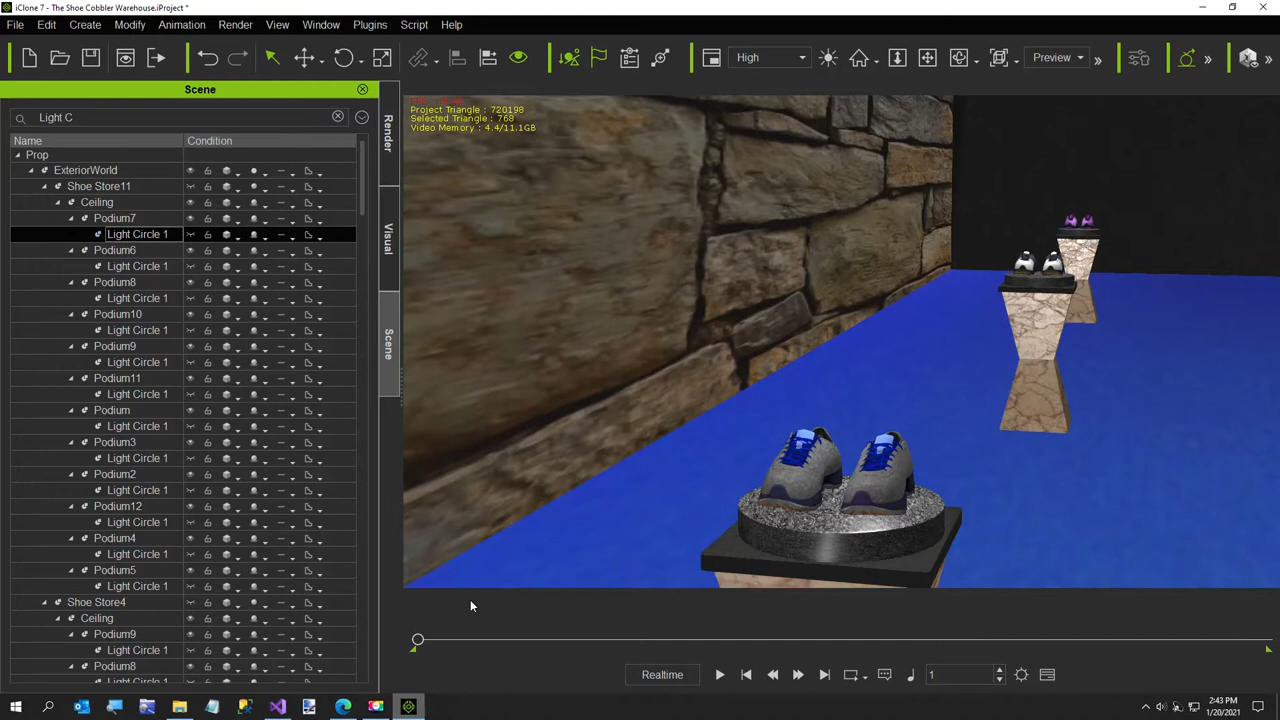 iClone 7 - The Shoe Cobbler Warehouse.iProject *
File Edit Create Modify Animation Render View Window Plugins Script Help
High
Preview
Scene
Light C
Name Condition
Prop
ExteriorWorld
Shoe Store11
Ceiling
Podium7
Light Circle 1
Podium6
Light Circle 1
Podium8
Light Circle 1
Podium10
Light Circle 1
Podium9
Light Circle 1
Podium11
Light Circle 1
Podium
Light Circle 1
Podium3
Light Circle 1
Podium2
Light Circle 1
Podium12
Light Circle 1
Podium4
Light Circle 1
Podium5
Light Circle 1
Shoe Store4
Ceiling
Podium9
Light Circle 1
Podium8
Light Circle 1
Render
Visual
Scene
Project Triangle : 720198
Selected Triangle : 768
Video Memory : 4.4/11.1GB
Realtime
1
2:43 PM
1/20/2021